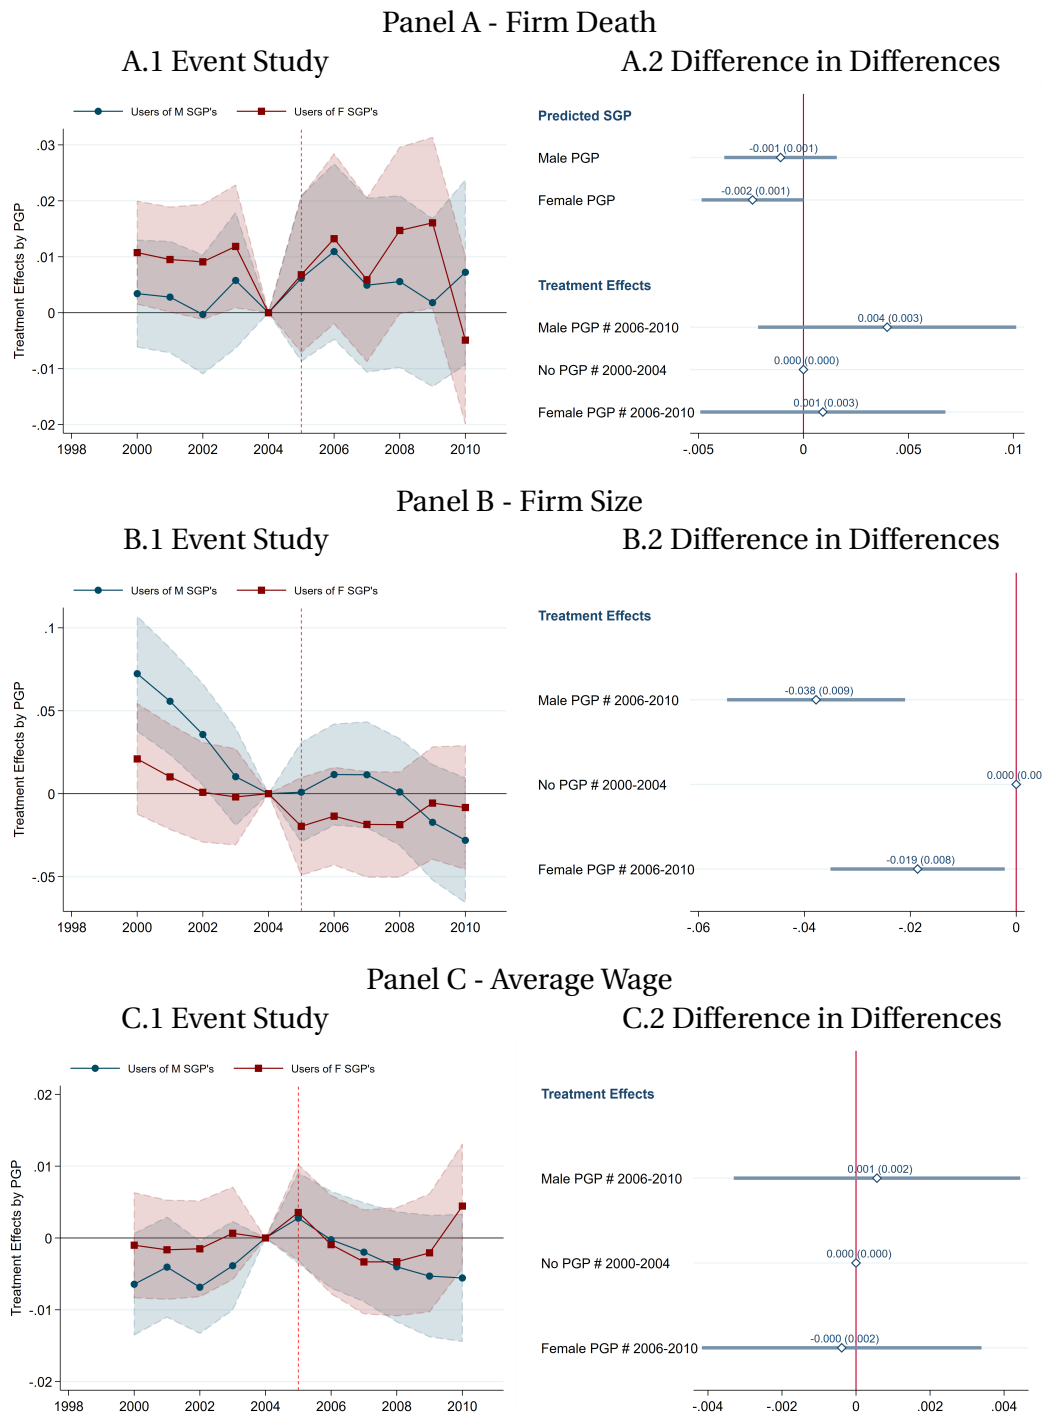 Panel A - Firm Death
A.1 Event Study
A.2 Difference in Differences
Users of M SGP's
Users of F SGP's
Treatment Effects by PGP
.03
.02
.01
0
-.01
-.02
1998 2000 2002 2004 2006 2008 2010
Predicted SGP
Male PGP
-0.001 (0.001)
Female PGP
-0.002 (0.001)
Treatment Effects
Male PGP # 2006-2010
0.004 (0.003)
No PGP # 2000-2004
0.000 (0.000)
Female PGP # 2006-2010
0.001 (0.003)
-.005 0 .005 .01
Panel B - Firm Size
B.1 Event Study
B.2 Difference in Differences
Users of M SGP's
Users of F SGP's
Treatment Effects by PGP
.1
.05
0
-.05
1998 2000 2002 2004 2006 2008 2010
Treatment Effects
Male PGP # 2006-2010
-0.038 (0.009)
No PGP # 2000-2004
0.000 (0.00
Female PGP # 2006-2010
-0.019 (0.008)
-.06 -.04 -.02 0
Panel C - Average Wage
C.1 Event Study
C.2 Difference in Differences
Users of M SGP's
Users of F SGP's
Treatment Effects by PGP
.02
.01
0
-.01
-.02
1998 2000 2002 2004 2006 2008 2010
Treatment Effects
Male PGP # 2006-2010
0.001 (0.002)
No PGP # 2000-2004
0.000 (0.000)
Female PGP # 2006-2010
-0.000 (0.002)
-.004 -.002 0 .002 .004